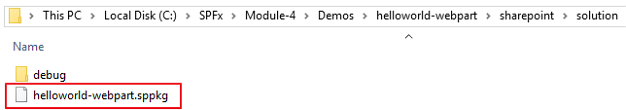 This PC > Local Disk (C:) > SPFx > Module-4 > Demos > helloworld-webpart > sharepoint > solution
Name
debug
helloworld-webpart.sppkg